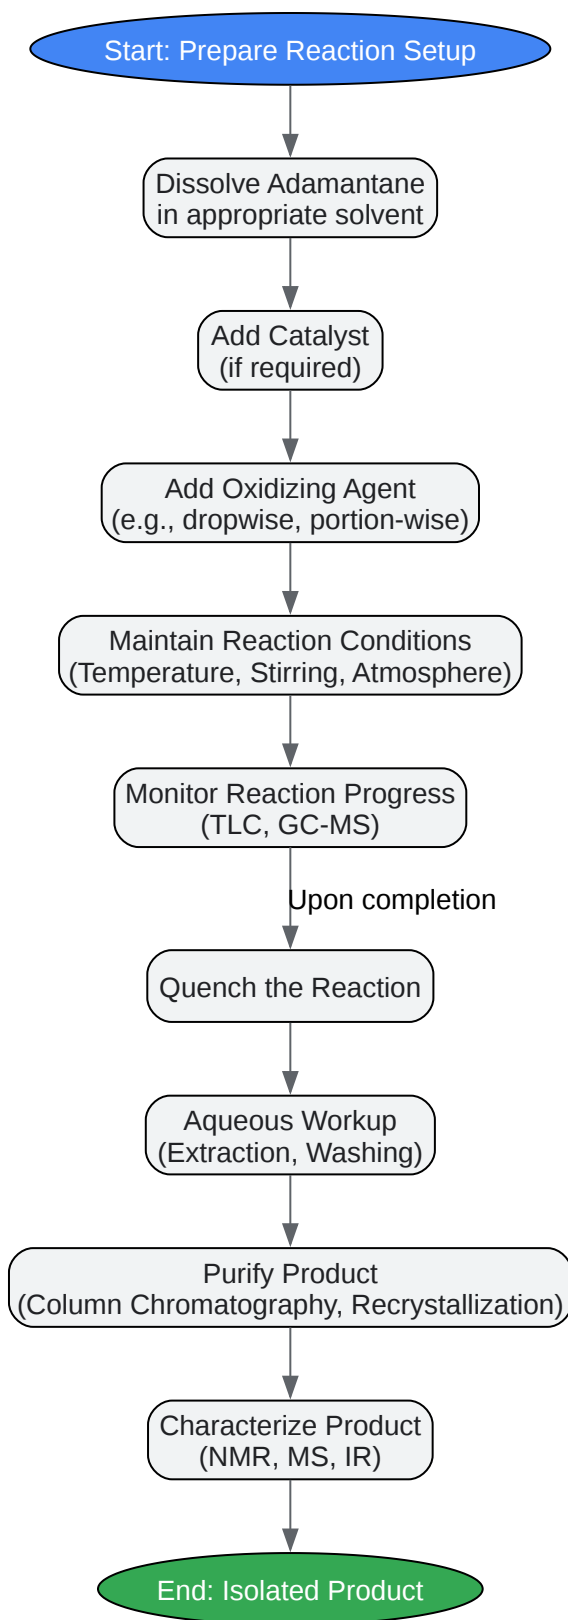 Start: Prepare Reaction Setup
Dissolve Adamantane
in appropriate solvent
Add Catalyst
(if required)
Add Oxidizing Agent
(e.g., dropwise, portion-wise)
Maintain Reaction Conditions
(Temperature, Stirring, Atmosphere)
Monitor Reaction Progress
(TLC, GC-MS)
Upon completion
Quench the Reaction
Aqueous Workup
(Extraction, Washing)
Purify Product
(Column Chromatography, Recrystallization)
Characterize Product
(NMR, MS, IR)
End: Isolated Product